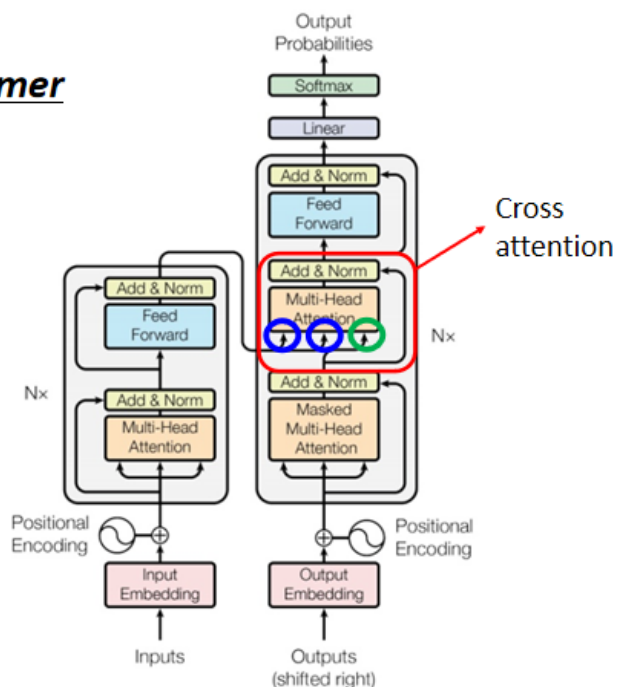 mer
Output
Probabilities
Softmax
Linear
Add & Norm
Feed
Forward
Cross
attention
Add & Norm
Multi-Head
Attention
Nx
Add & Norm
Masked
Multi-Head
Attention
Add & Norm
Feed
Forward
Nx
Add & Norm
Multi-Head
Attention
Positional
Encoding
Positional
Encoding
Input
Embedding
Output
Embedding
Inputs
Outputs
(shifted right)